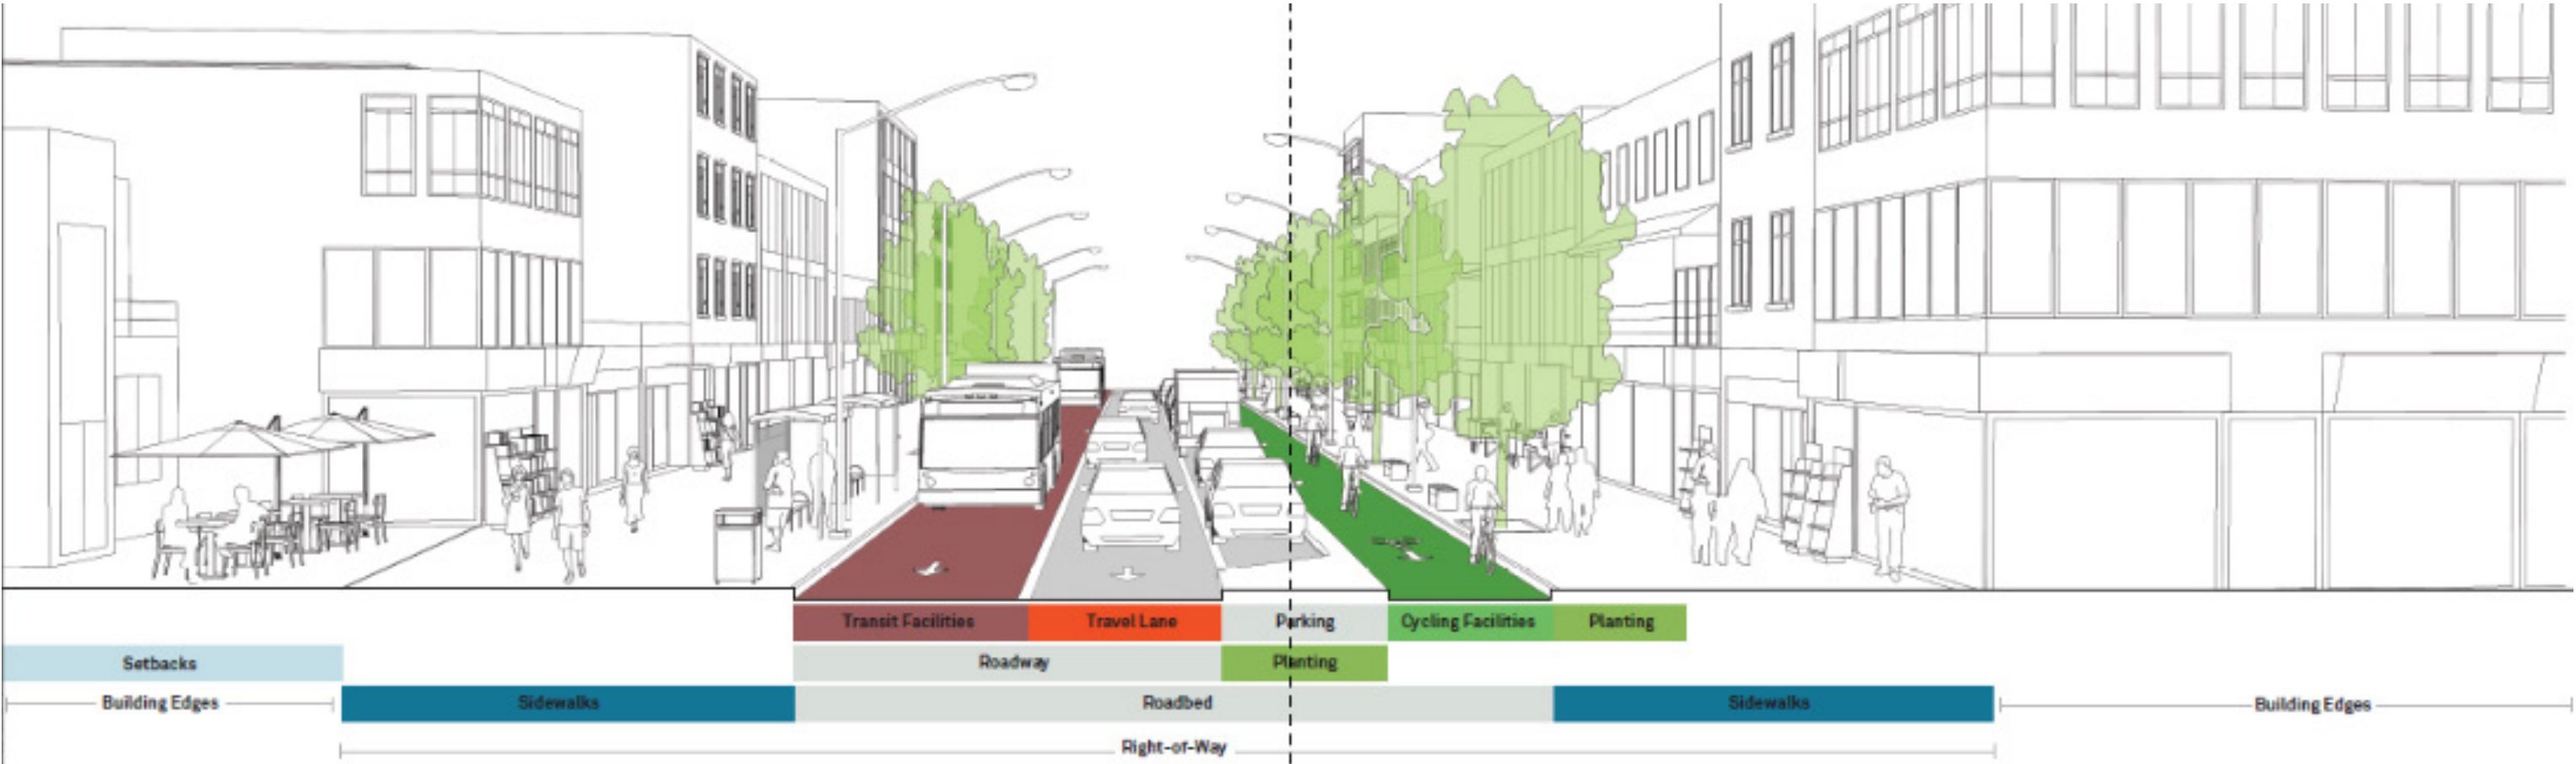 Transit Facilities Travel Lane Parking Cycling Facilities Planting
Setbacks Roadway Planting
Building Edges Sidewalks Roadbed Sidewalks Building Edges
Right-of-Way